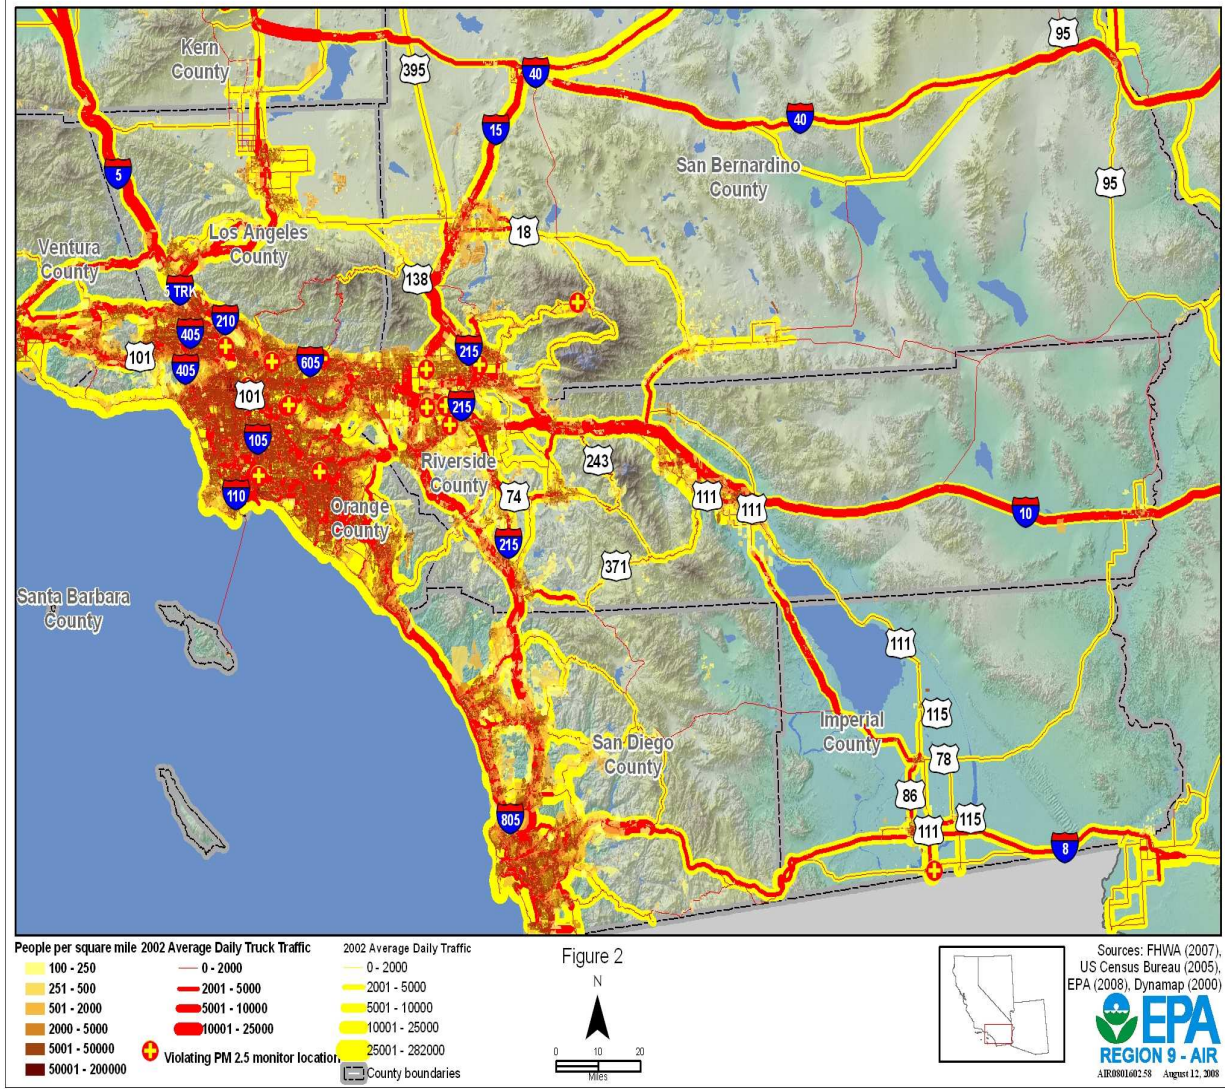 Kern
County
395
95
40
15
40
5
San Bernardino
County
95
Los Angeles
County
18
Ventura
County
138
5 TRK
210
405
215
101
405
605
101
215
105
Riverside
County
243
110
Orange
County
74
111
111
10
215
371
Santa Barbara
County
111
115
Imperial
County
San Diego
County
78
86
805
111
115
8
People per square mile
100 - 250
251 - 500
501 - 2000
2000 - 5000
5001 - 50000
50001 - 200000
2002 Average Daily Truck Traffic
0 - 2000
2001 - 5000
5001 - 10000
10001 - 25000
Violating PM 2.5 monitor location
2002 Average Daily Traffic
0 - 2000
2001 - 5000
5001 - 10000
10001 - 25000
25001 - 282000
County boundaries
Figure 2
N
0 10 20
Miles
Sources: FHWA (2007),
US Census Bureau (2005),
EPA (2008), Dynamap (2000)
EPA
REGION 9 - AIR
AIR0801602.58 August 12, 2008